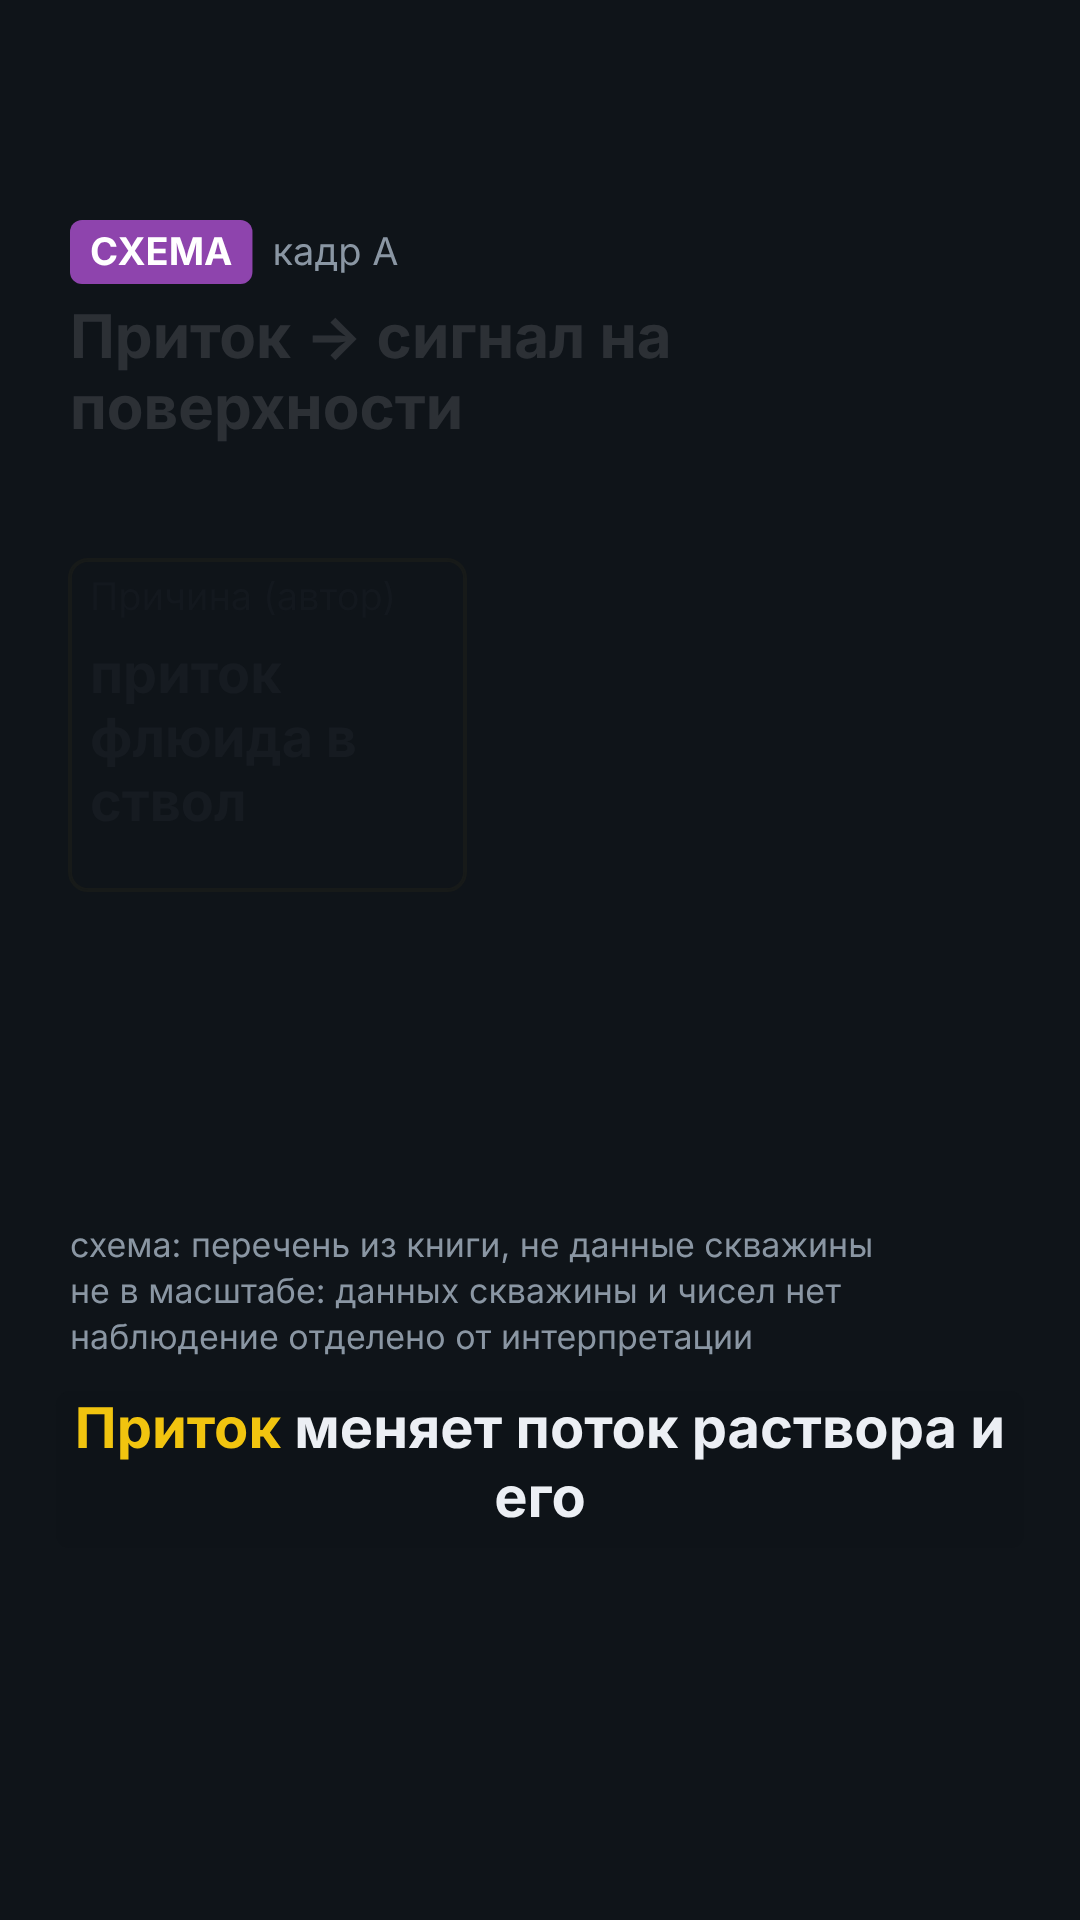 СХЕМА кадр А
Приток → сигнал на
поверхности
Причина (автор)
приток
флюида в
ствол
схема: перечень из книги, не данные скважины
не в масштабе: данных скважины и чисел нет
наблюдение отделено от интерпретации
Приток меняет поток раствора и
его